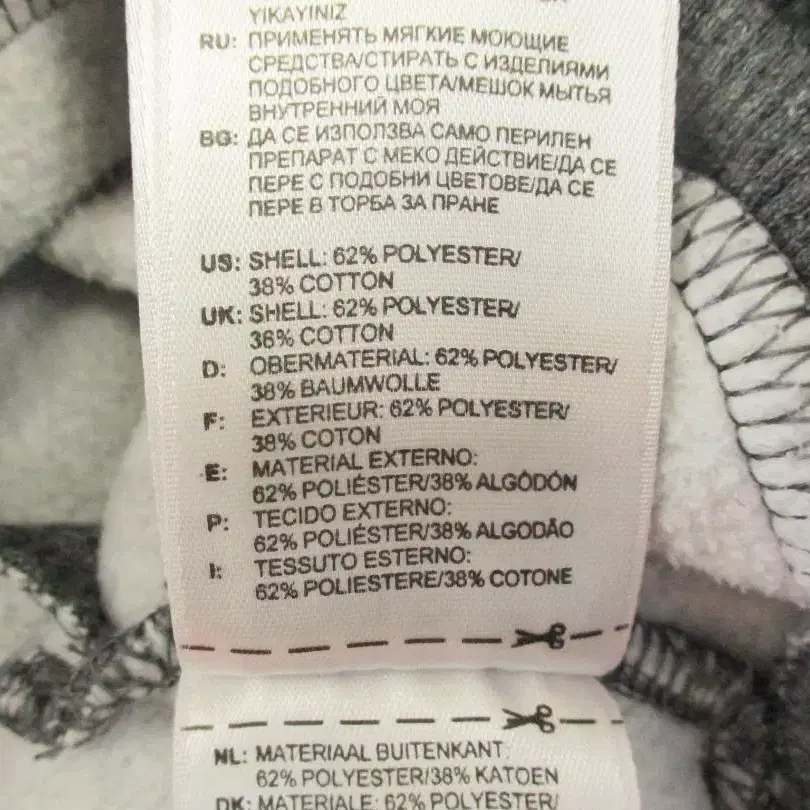 YIKAYINIZ
RU: ПРИМЕНЯТЬ МЯГКИЕ МОЮЩИЕ
СРЕДСТВА/СТИРАТЬ С ИЗДЕЛИЯМИ
ПОДОБНОГО ЦВЕТА/МЕШОК МЫТЬЯ
ВНУТРЕННИЙ МОЯ
BG: ДА СЕ ИЗПОЛЗВА САМО ПЕРИЛЕН
ПРЕПАРАТ С МЕКО ДЕЙСТВИЕ/ДА СЕ
ПЕРЕ С ПОДОБНИ ЦВЕТОВЕ/ДА СЕ
ПЕРЕ В ТОРБА ЗА ПРАНЕ
US: SHELL: 62% POLYESTER/
38% COTTON
UK: SHELL: 62% POLYESTER/
38% COTTON
D: OBERMATERIAL: 62% POLYESTER/
38% BAUMWOLLE
F: EXTERIEUR: 62% POLYESTER/
38% COTON
E: MATERIAL EXTERNO:
62% POLIÉSTER/38% ALGODÓN
P: TECIDO EXTERNO:
62% POLIÉSTER/38% ALGODÃO
I: TESSUTO ESTERNO:
62% POLIESTERE/38% COTONE
NL: MATERIAAL BUITENKANT:
62% POLYESTER/38% KATOEN
DK: MATERIALE: 62% POLYESTER/